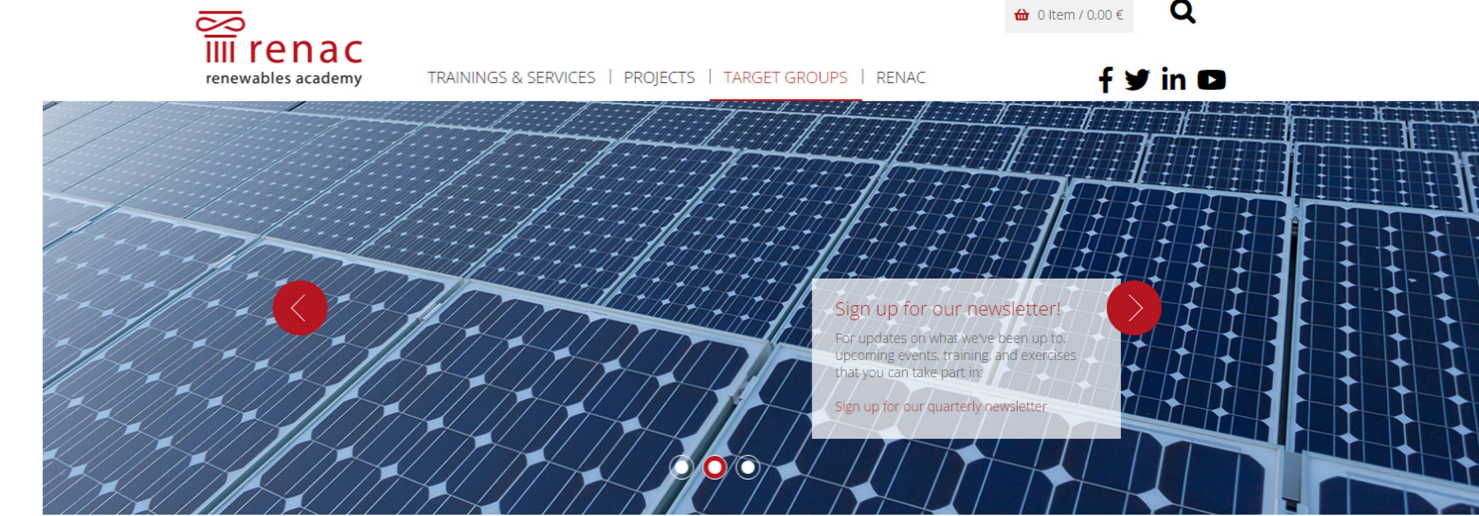 0 Item / 0,00 €
renac
renewables academy
TRAININGS & SERVICES | PROJECTS | TARGET GROUPS | RENAC
Sign up for our newsletter!
For updates on what we've been up to,
upcoming events, training, and exercises
that you can take part in:
Sign up for our quarterly newsletter